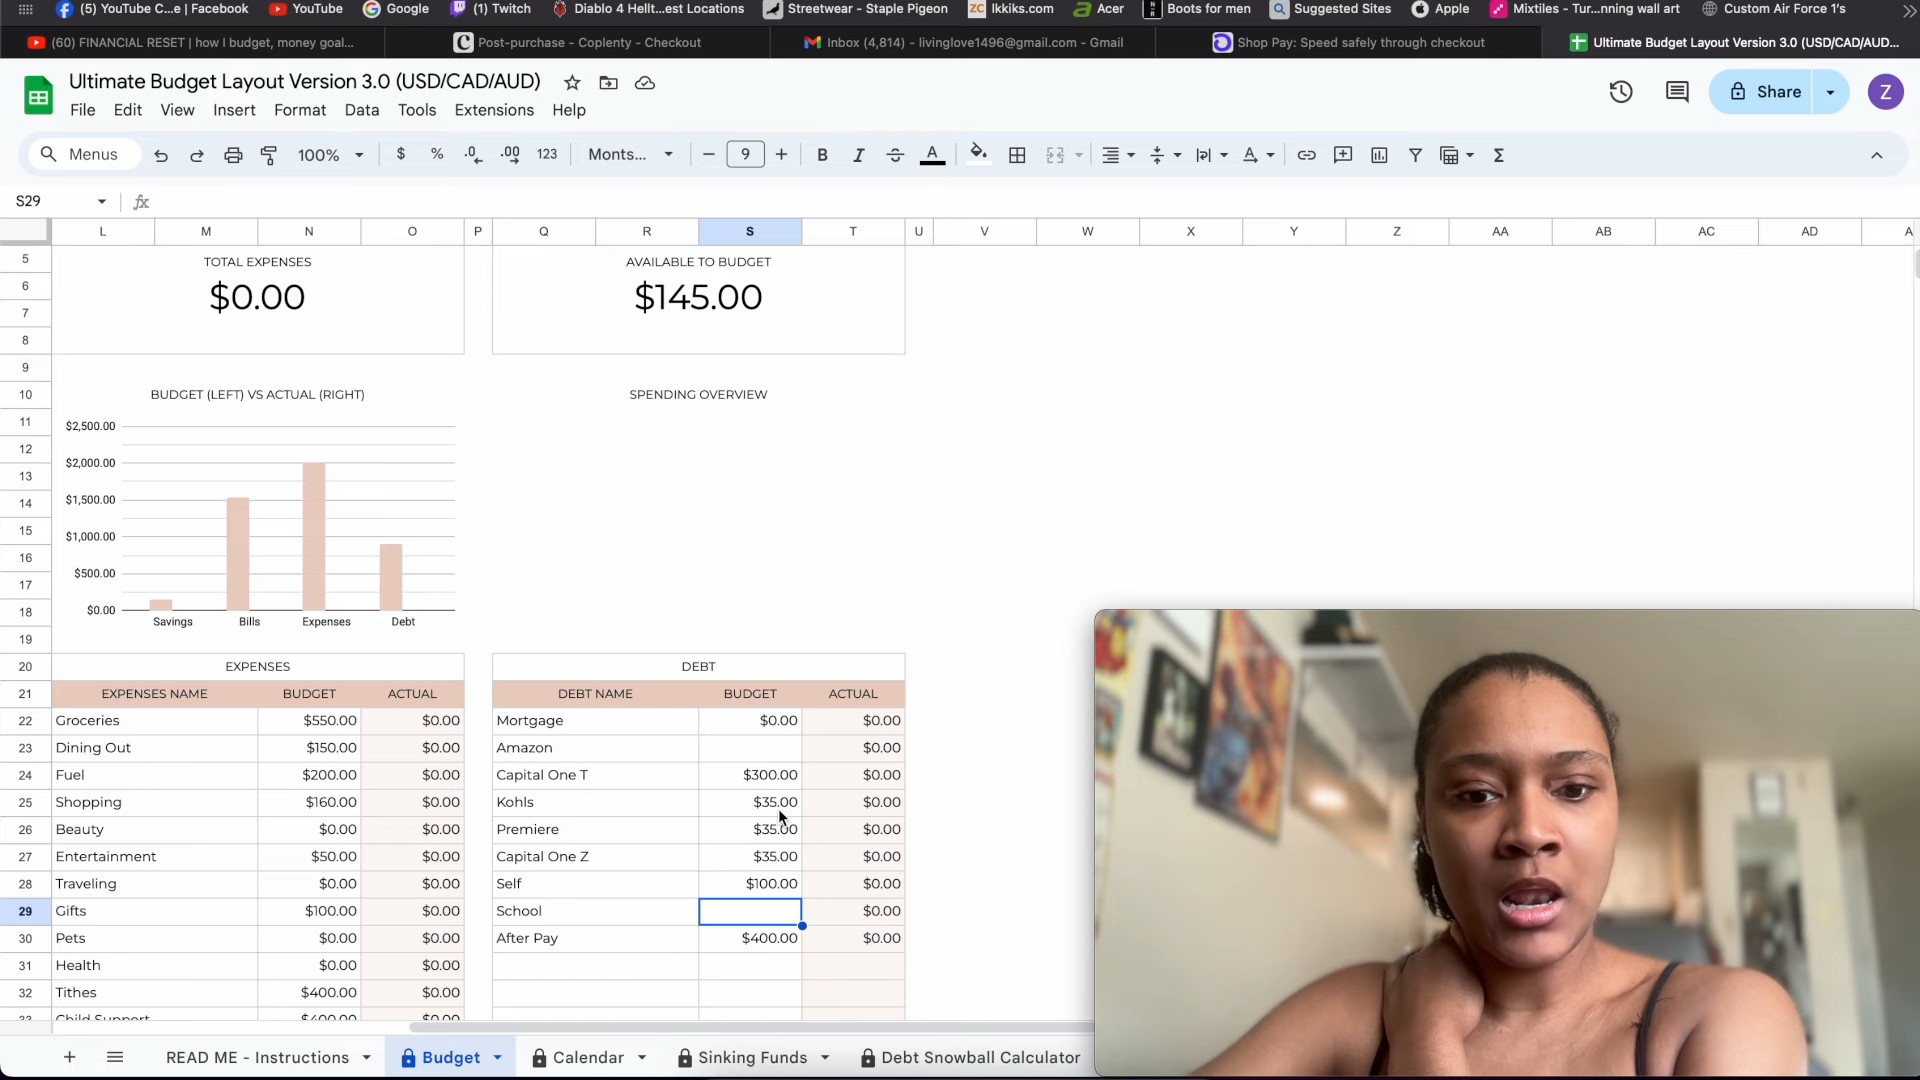 (5) YouTube C...e | Facebook YouTube Google (1) Twitch Diablo 4 Hellt...est Locations Streetwear - Staple Pigeon ZC lkkiks.com Acer Boots for men Suggested Sites Apple Mixtiles - Tur...nning wall art Custom Air Force 1's
(60) FINANCIAL RESET | how I budget, money goal... Post-purchase - Coplenty - Checkout Inbox (4,814) - livinglove1496@gmail.com - Gmail Shop Pay: Speed safely through checkout Ultimate Budget Layout Version 3.0 (USD/CAD/AUD...
Ultimate Budget Layout Version 3.0 (USD/CAD/AUD)
File Edit View Insert Format Data Tools Extensions Help
Share
Z
Menus 100% $ % .0 .00 123 Monts... 9 B I A
S29 fx
L M N O P Q R S T U V W X Y Z AA AB AC AD A
5 TOTAL EXPENSES AVAILABLE TO BUDGET
6 $0.00 $145.00
7
8
9
10 BUDGET (LEFT) VS ACTUAL (RIGHT) SPENDING OVERVIEW
11 $2,500.00
12
13 $2,000.00
14 $1,500.00
15 $1,000.00
16
17 $500.00
18 $0.00
Savings Bills Expenses Debt
19
20 EXPENSES DEBT
21 EXPENSES NAME BUDGET ACTUAL DEBT NAME BUDGET ACTUAL
22 Groceries $550.00 $0.00 Mortgage $0.00 $0.00
23 Dining Out $150.00 $0.00 Amazon $0.00
24 Fuel $200.00 $0.00 Capital One T $300.00 $0.00
25 Shopping $160.00 $0.00 Kohls $35.00 $0.00
26 Beauty $0.00 $0.00 Premiere $35.00 $0.00
27 Entertainment $50.00 $0.00 Capital One Z $35.00 $0.00
28 Traveling $0.00 $0.00 Self $100.00 $0.00
29 Gifts $100.00 $0.00 School $0.00
30 Pets $0.00 $0.00 After Pay $400.00 $0.00
31 Health $0.00 $0.00
32 Tithes $400.00 $0.00
33 Child Support $400.00 $0.00
READ ME - Instructions Budget Calendar Sinking Funds Debt Snowball Calculator